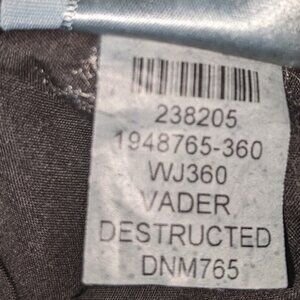 238205
1948765-360
WJ360
VADER
DESTRUCTED
DNM765